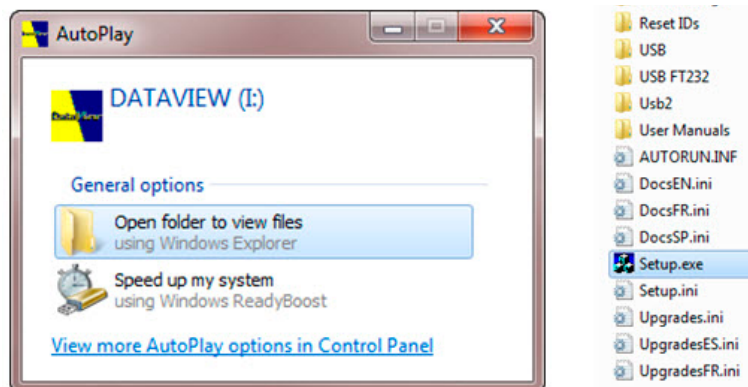 AutoPlay
DataView
DATAVIEW (I:)
General options
Open folder to view files
using Windows Explorer
Speed up my system
using Windows ReadyBoost
View more AutoPlay options in Control Panel
Reset IDs
USB
USB FT232
Usb2
User Manuals
AUTORUN.INF
DocsEN.ini
DocsFR.ini
DocsSP.ini
Setup.exe
Setup.ini
Upgrades.ini
UpgradesES.ini
UpgradesFR.ini